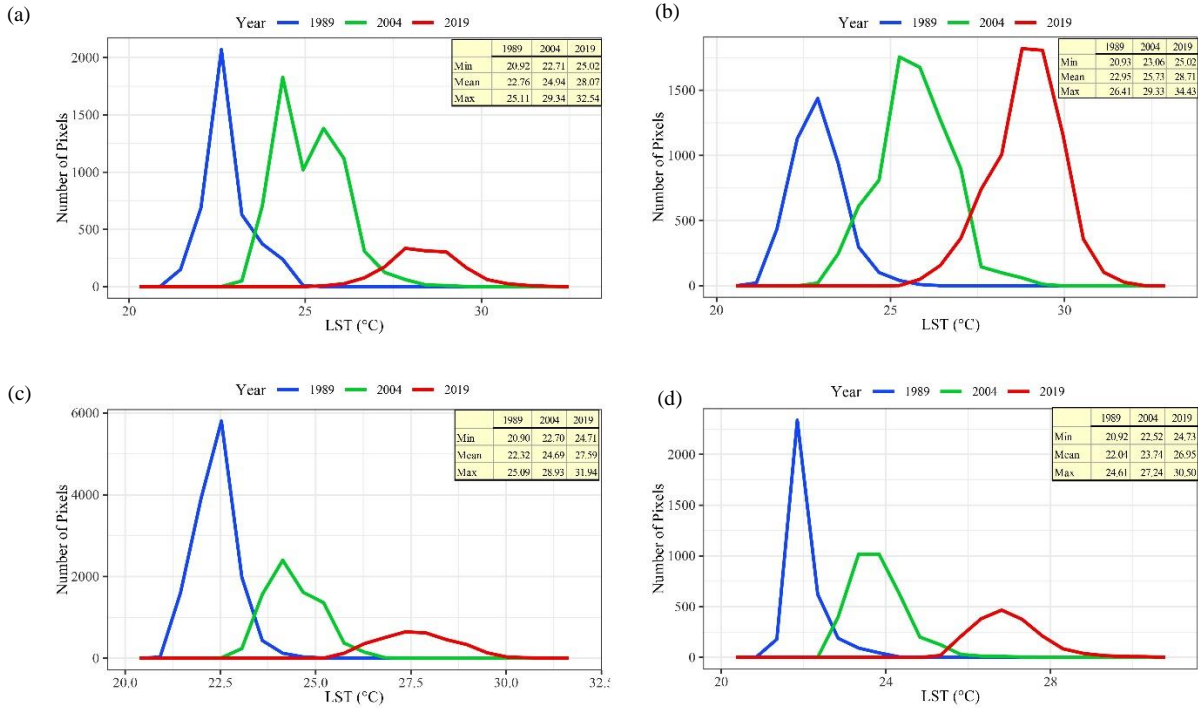 (a)
Year 1989 2004 2019
1989 2004 2019
Min 20.92 22.71 25.02
Mean 22.76 24.94 28.07
Max 25.11 29.34 32.54
2000
1500
1000
500
0
Number of Pixels
20 25 30
LST (°C)
(b)
Year 1989 2004 2019
1989 2004 2019
Min 20.93 23.06 25.02
Mean 22.95 25.73 28.71
Max 26.41 29.33 34.43
1500
1000
500
0
Number of Pixels
20 25 30
LST (°C)
(c)
Year 1989 2004 2019
1989 2004 2019
Min 20.90 22.70 24.71
Mean 22.32 24.69 27.59
Max 25.09 28.93 31.94
6000
4000
2000
0
Number of Pixels
20.0 22.5 25.0 27.5 30.0 32.5
LST (°C)
(d)
Year 1989 2004 2019
1989 2004 2019
Min 20.92 22.52 24.73
Mean 22.04 23.74 26.95
Max 24.61 27.24 30.50
2000
1500
1000
500
0
Number of Pixels
20 24 28
LST (°C)